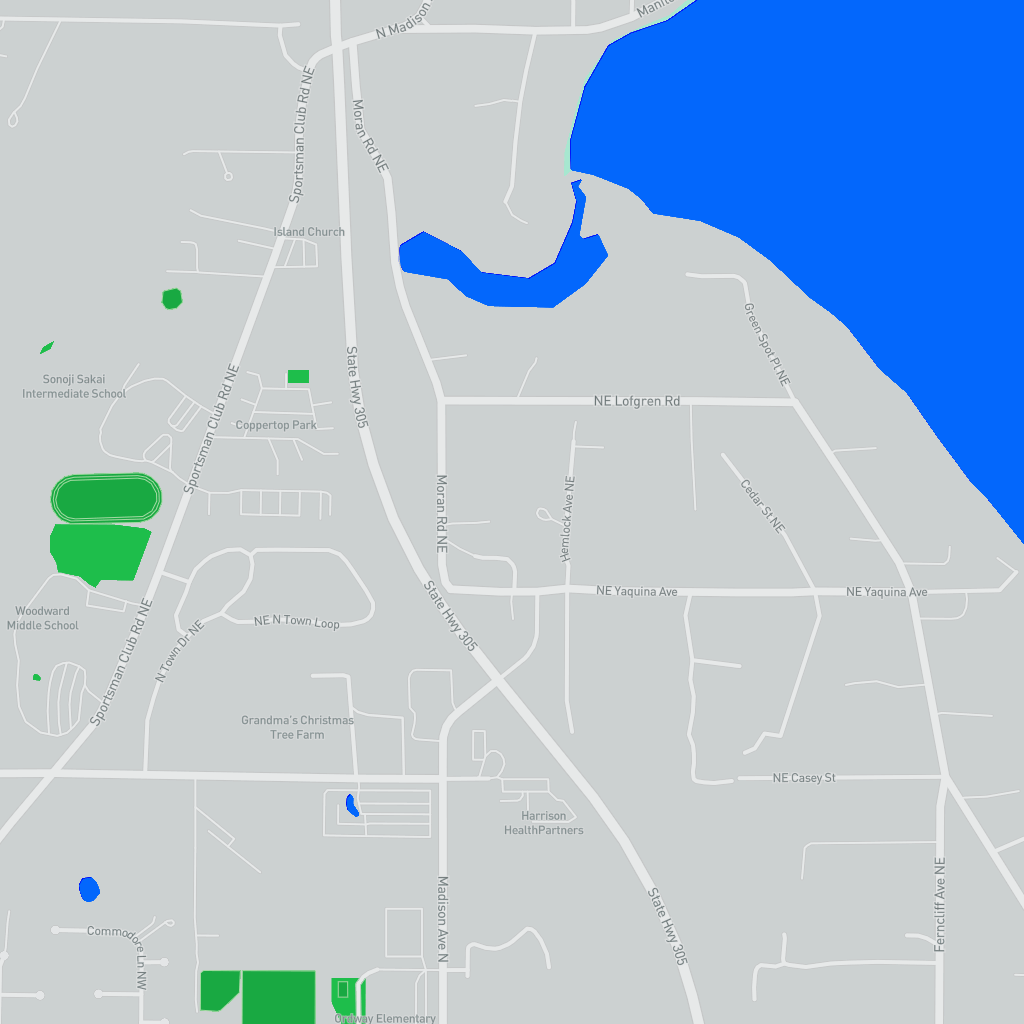 N Madison
Manito
Sportsman Club Rd NE
Moran Rd NE
Island Church
Green Spot Pl NE
State Hwy 305
Sonoji Sakai
Intermediate School
NE Lofgren Rd
Sportsman Club Rd NE
Coppertop Park
Moran Rd NE
Hemlock Ave NE
Cedar St NE
State Hwy 305
NE Yaquina Ave
NE Yaquina Ave
Woodward
Middle School
NE N Town Loop
N Town Dr NE
Sportsman Club Rd NE
Grandma's Christmas
Tree Farm
NE Casey St
Harrison
HealthPartners
Madison Ave N
State Hwy 305
Ferncliff Ave NE
Commodore Ln NW
Ordway Elementary